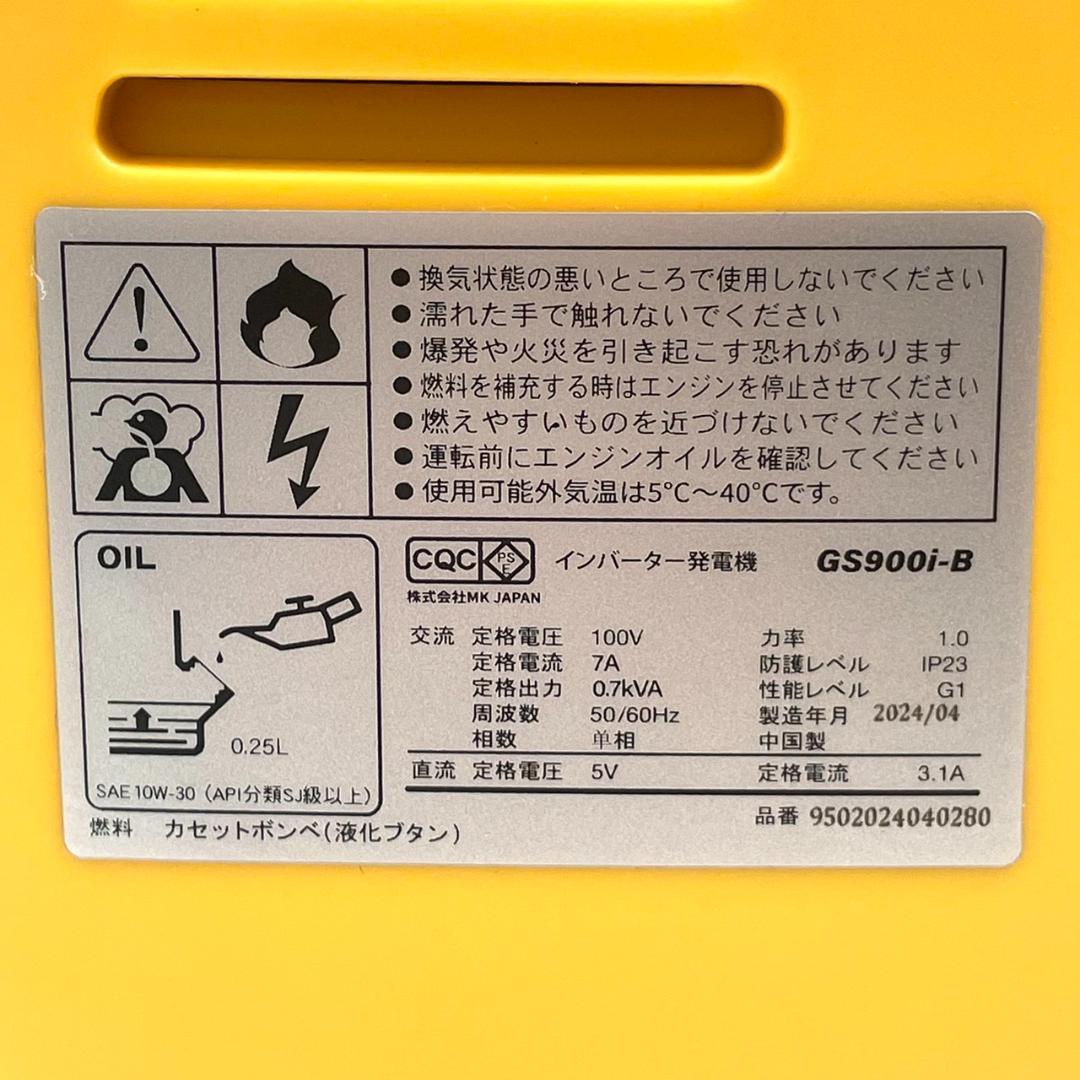 ●換気状態の悪いところで使用しないでください
●濡れた手で触れないでください
●爆発や火災を引き起こす恐れがあります
●燃料を補充する時はエンジンを停止させてください
●燃えやすいものを近づけないでください
●運転前にエンジンオイルを確認してください
●使用可能外気温は5℃～40℃です。
OIL
0.25L
SAE 10W-30（API分類SJ級以上）
燃料 カセットボンベ(液化ブタン)
CQC PSE インバーター発電機 GS900i-B
株式会社MK JAPAN
交流 定格電圧 100V 力率 1.0
定格電流 7A 防護レベル IP23
定格出力 0.7kVA 性能レベル G1
周波数 50/60Hz 製造年月 2024/04
相数 单相 中国製
直流 定格電圧 5V 定格電流 3.1A
品番 9502024040280